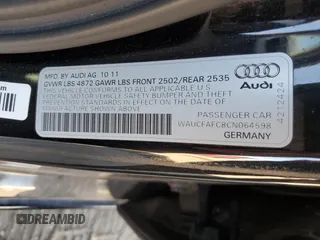 MFD. BY AUDI AG 10 11
GVWR LBS 4872 GAWR LBS FRONT 2502/REAR 2535
THIS VEHICLE CONFORMS TO ALL APPLICABLE U.S.
FEDERAL MOTOR VEHICLE
SAFETY BUMPER AND THEFT
PREVENTION STANDARDS IN EFFECT ON THE DATE
OF MANUFACTURE SHOWN ABOVE.
Audi
4212424
PASSENGER CAR
WAUCFAFC8CN064598
GERMANY
om
DREAMBID